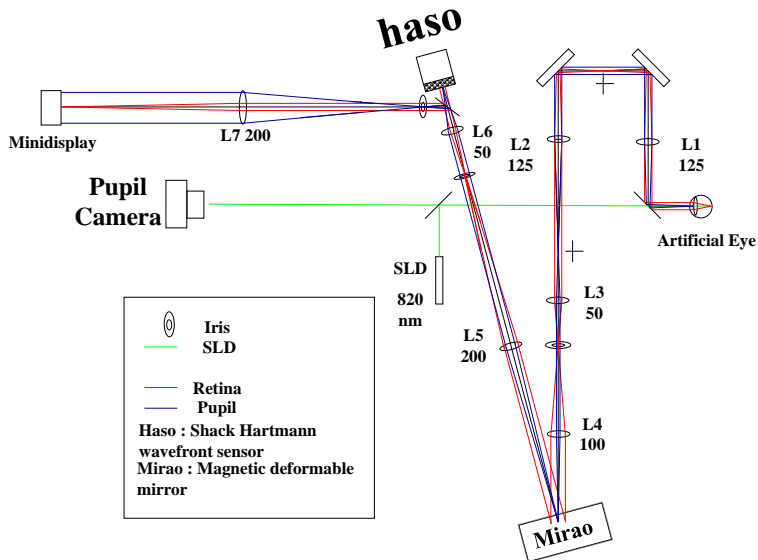 haso
L6
50
L2
125
L1
125
L7 200
Minidisplay
Pupil
Camera
Artificial Eye
SLD
820
nm
L3
50
L5
200
L4
100
Iris
SLD
Retina
Pupil
Haso : Shack Hartmann
wavefront sensor
Mirao : Magnetic deformable
mirror
Mirao